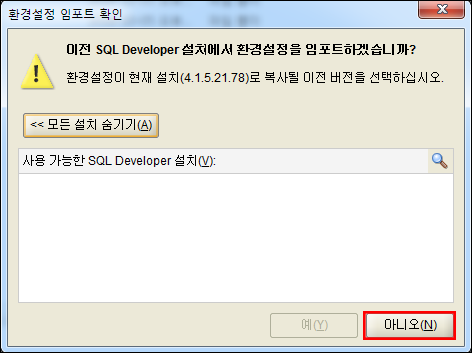 환경설정 임포트 확인
이전 SQL Developer 설치에서 환경설정을 임포트하겠습니까?
환경설정이 현재 설치(4.1.5.21.78)로 복사될 이전 버전을 선택하십시오.
<< 모든 설치 숨기기(A)
사용 가능한 SQL Developer 설치(V):
예(Y)
아니오(N)